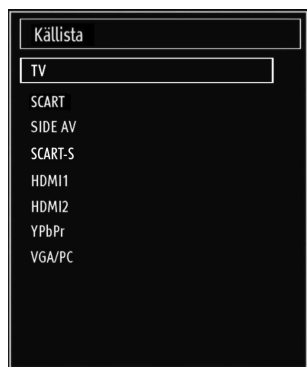 Källista
TV
SCART
SIDE AV
SCART-S
HDMI1
HDMI2
YPbPr
VGA/PC